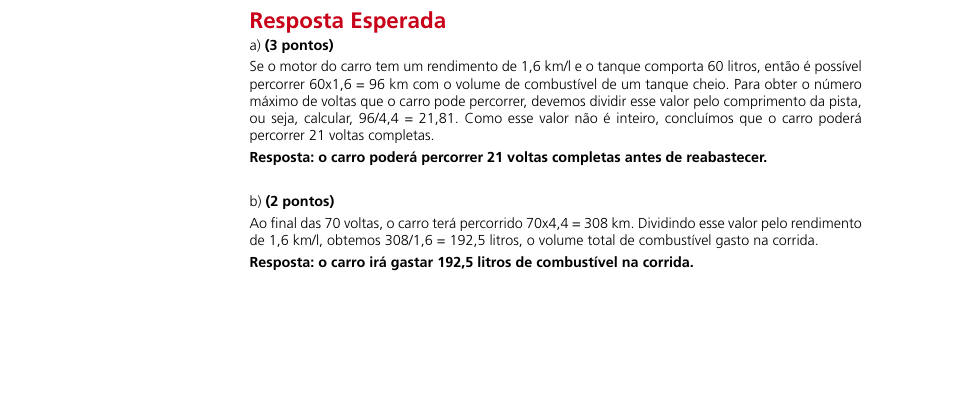 Resposta Esperada
a) (3 pontos)
Se o motor do carro tem um rendimento de 1,6 km/l e o tanque comporta 60 litros, então é possível
percorrer 60x1,6 = 96 km com o volume de combustível de um tanque cheio. Para obter o número
máximo de voltas que o carro pode percorrer, devemos dividir esse valor pelo comprimento da pista,
ou seja, calcular, 96/4,4 = 21,81. Como esse valor não é inteiro, concluímos que o carro poderá
percorrer 21 voltas completas.
Resposta: o carro poderá percorrer 21 voltas completas antes de reabastecer.
b) (2 pontos)
Ao final das 70 voltas, o carro terá percorrido 70x4,4 = 308 km. Dividindo esse valor pelo rendimento
de 1,6 km/l, obtemos 308/1,6 = 192,5 litros, o volume total de combustível gasto na corrida.
Resposta: o carro irá gastar 192,5 litros de combustível na corrida.